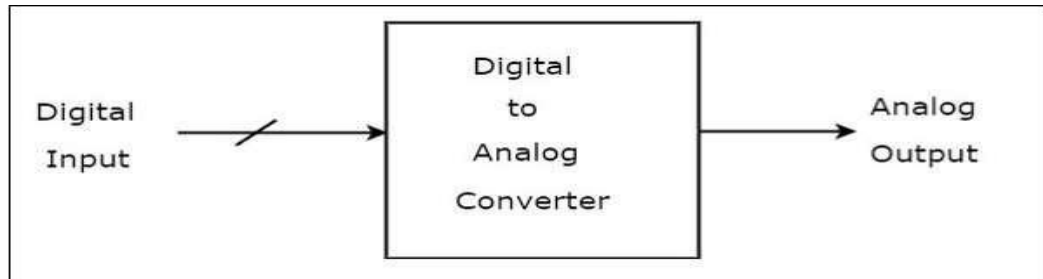 Digital
Input
Digital
to
Analog
Converter
Analog
Output